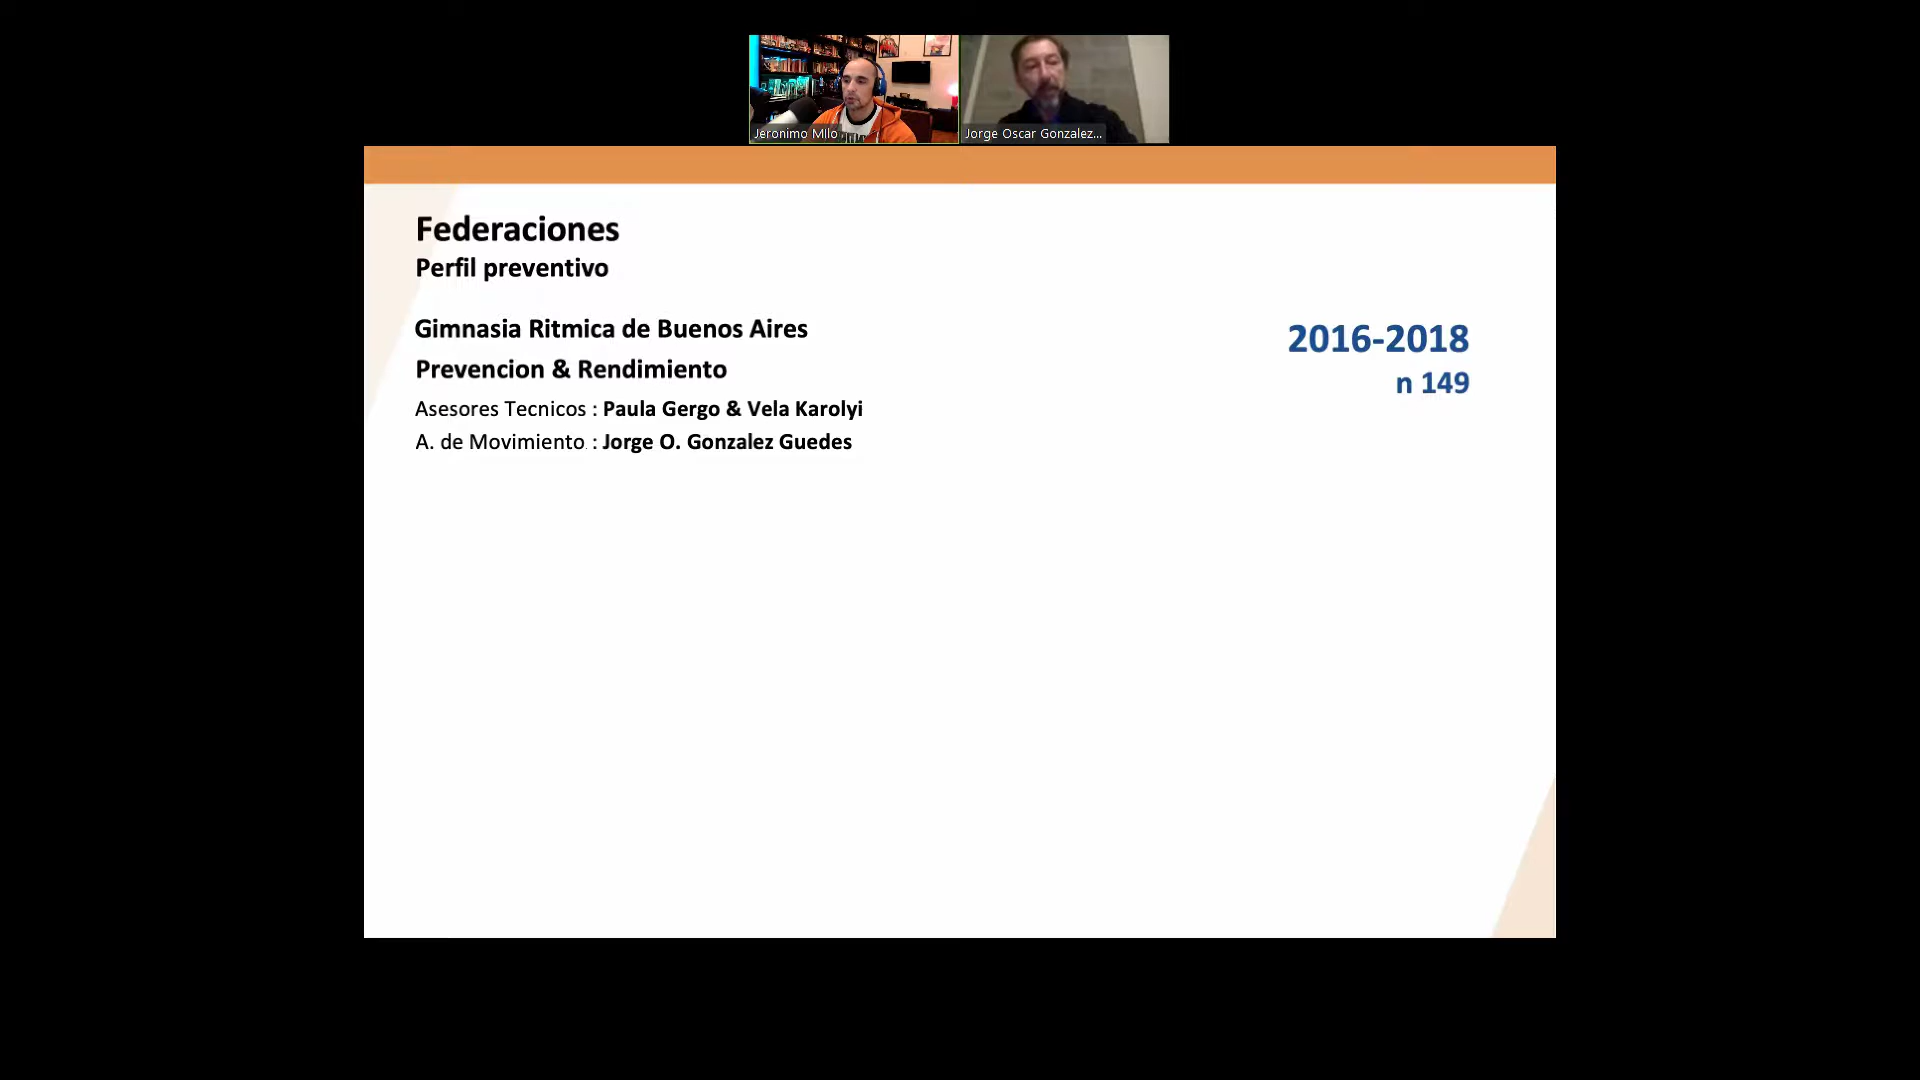 Jeronimo MIlo
Jorge Oscar Gonzalez...
Federaciones
Perfil preventivo
Gimnasia Ritmica de Buenos Aires
2016-2018
Prevencion & Rendimiento
n 149
Asesores Tecnicos : Paula Gergo & Vela Karolyi
A. de Movimiento : Jorge O. Gonzalez Guedes